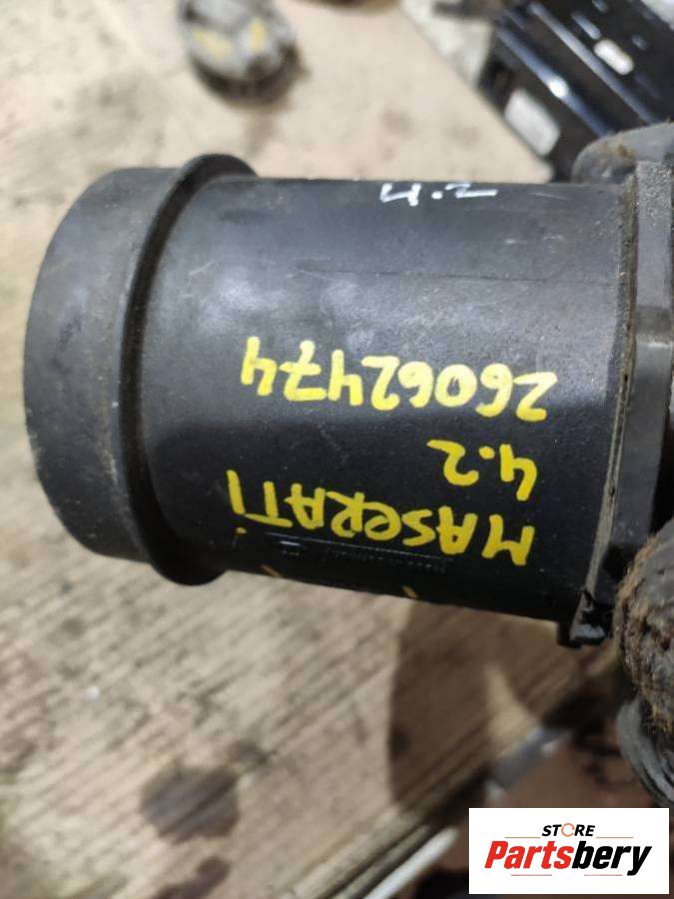 4.2
MASERATI
4.2
26062474
STORE
Partsbery